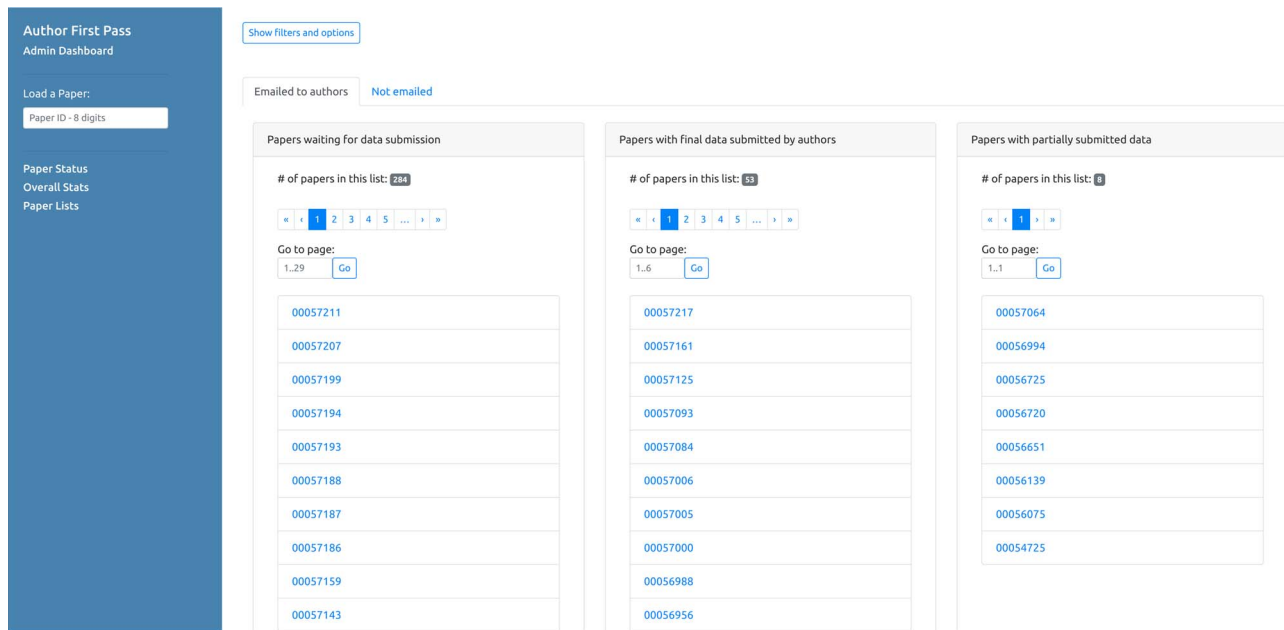 Author First Pass
Admin Dashboard
Load a Paper:
Paper ID - 8 digits
Paper Status
Overall Stats
Paper Lists
Show filters and options
Emailed to authors
Not emailed
Papers waiting for data submission
# of papers in this list: 284
« ‹ 1 2 3 4 5 … › »
Go to page:
1..29 Go
00057211
00057207
00057199
00057194
00057193
00057188
00057187
00057186
00057159
00057143
Papers with final data submitted by authors
# of papers in this list: 53
« ‹ 1 2 3 4 5 … › »
Go to page:
1..6 Go
00057217
00057161
00057125
00057093
00057084
00057006
00057005
00057000
00056988
00056956
Papers with partially submitted data
# of papers in this list: 8
« ‹ 1 › »
Go to page:
1..1 Go
00057064
00056994
00056725
00056720
00056651
00056139
00056075
00054725